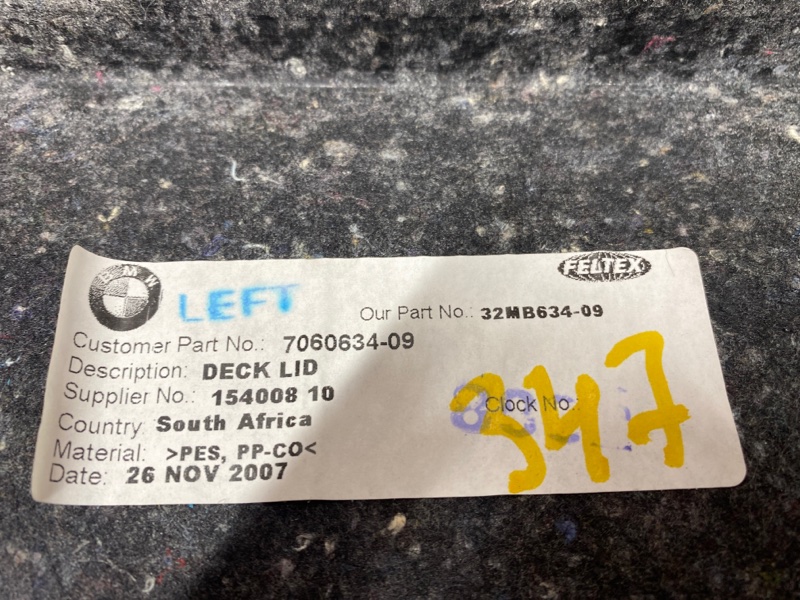 BMW
FELTEX
LEFT
Our Part No.: 32MB634-09
Customer Part No.: 7060634-09
Description: DECK LID
Supplier No.: 154008 10
Clock No.:
347
Country South Africa
Material: >PES, PP-CO<
Date: 26 NOV 2007